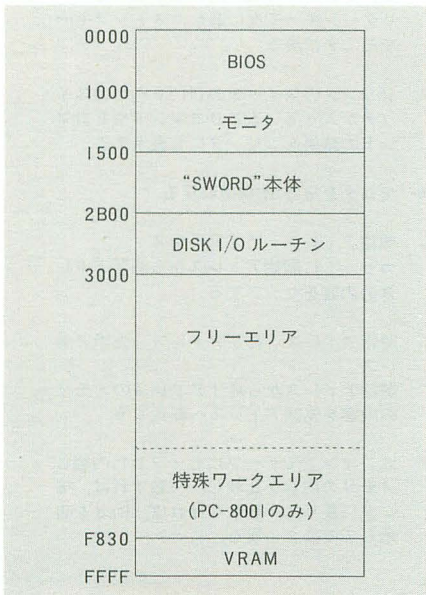 0000
BIOS
1000
モニタ
1500
“SWORD”本体
2B00
DISK I/O ルーチン
3000
フリーエリア
特殊ワークエリア
(PC-8001のみ)
F830
VRAM
FFFF